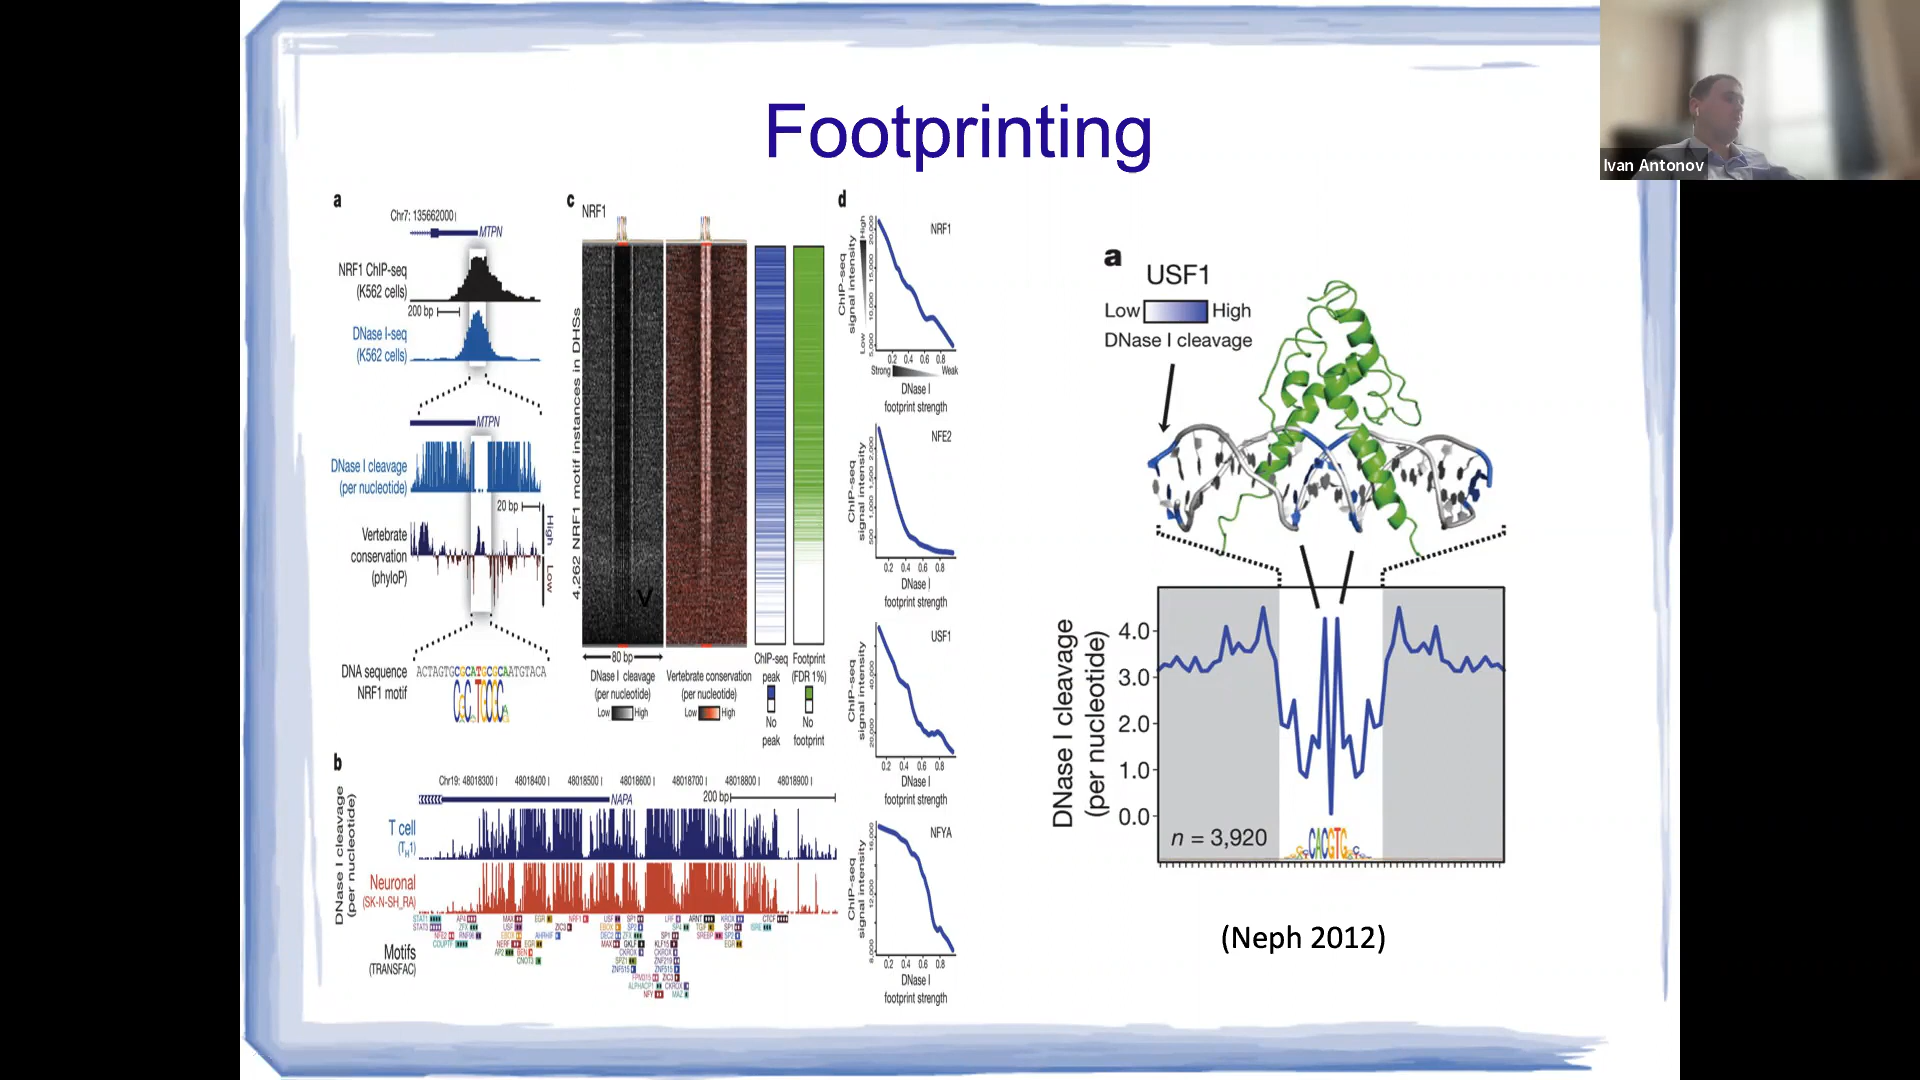 Footprinting
Ivan Antonov
a
Chr7: 135662000
MTPN
NRF1 ChIP-seq
(K562 cells)
200 bp
DNase I-seq
(K562 cells)
MTPN
DNase I cleavage
(per nucleotide)
20 bp
Vertebrate
conservation
(phyloP)
High
Low
DNA sequence
ACTAGTGCGCATGCGCAATGTACA
NRF1 motif
b
Chr19: 48018300 48018400 48018500 48018600 48018700 48018800 48018900
200 bp
NAPA
DNase I cleavage
(per nucleotide)
T cell
(TH1)
Neuronal
(SK-N-SH_RA)
Motifs
(TRANSFAC)
c
NRF1
4,262 NRF1 motif instances in DHSs
80 bp
DNase I cleavage
(per nucleotide)
Low High
Vertebrate conservation
(per nucleotide)
Low High
ChIP-seq
peak
No
peak
Footprint
(FDR 1%)
No
footprint
d
NRF1
ChIP-seq
signal intensity
Low High
5,000 10,000 15,000 20,000
0.2 0.4 0.6 0.8
Strong Weak
DNase I
footprint strength
NFE2
ChIP-seq
signal intensity
500 1,000 1,500 2,000
0.2 0.4 0.6 0.8
DNase I
footprint strength
USF1
ChIP-seq
signal intensity
20,000 40,000
0.2 0.4 0.6 0.8
DNase I
footprint strength
NFYA
ChIP-seq
signal intensity
8,000 12,000 16,000
0.2 0.4 0.6 0.8
DNase I
footprint strength
a
USF1
Low High
DNase I cleavage
DNase I cleavage
(per nucleotide)
4.0
3.0
2.0
1.0
0.0
n = 3,920
CACGTG
(Neph 2012)